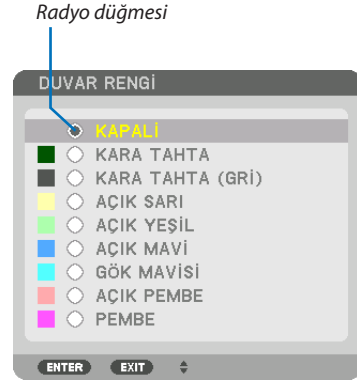 Radyo düğmesi
DUVAR RENGİ
KAPALI
KARA TAHTA
KARA TAHTA (GRİ)
AÇIK SARI
AÇIK YEŞİL
AÇIK MAVİ
GÖK MAVİSİ
AÇIK PEMBE
PEMBE
ENTER EXIT